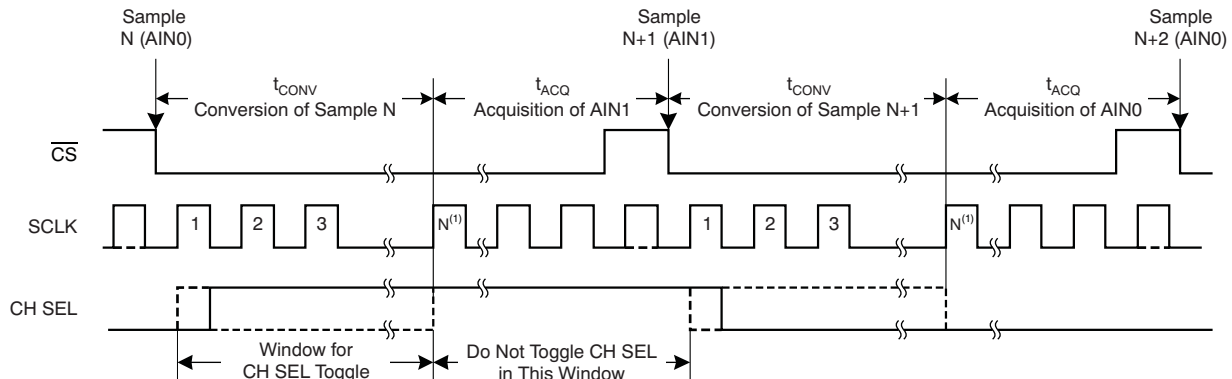 Sample Sample Sample
N (AIN0) N+1 (AIN1) N+2 (AIN0)
tCONV tACQ tCONV tACQ
Conversion of Sample N Acquisition of AIN1 Conversion of Sample N+1 Acquisition of AIN0
CS
SCLK 1 2 3 N(1) 1 2 3 N(1)
CH SEL
Window for Do Not Toggle CH SEL
CH SEL Toggle in This Window